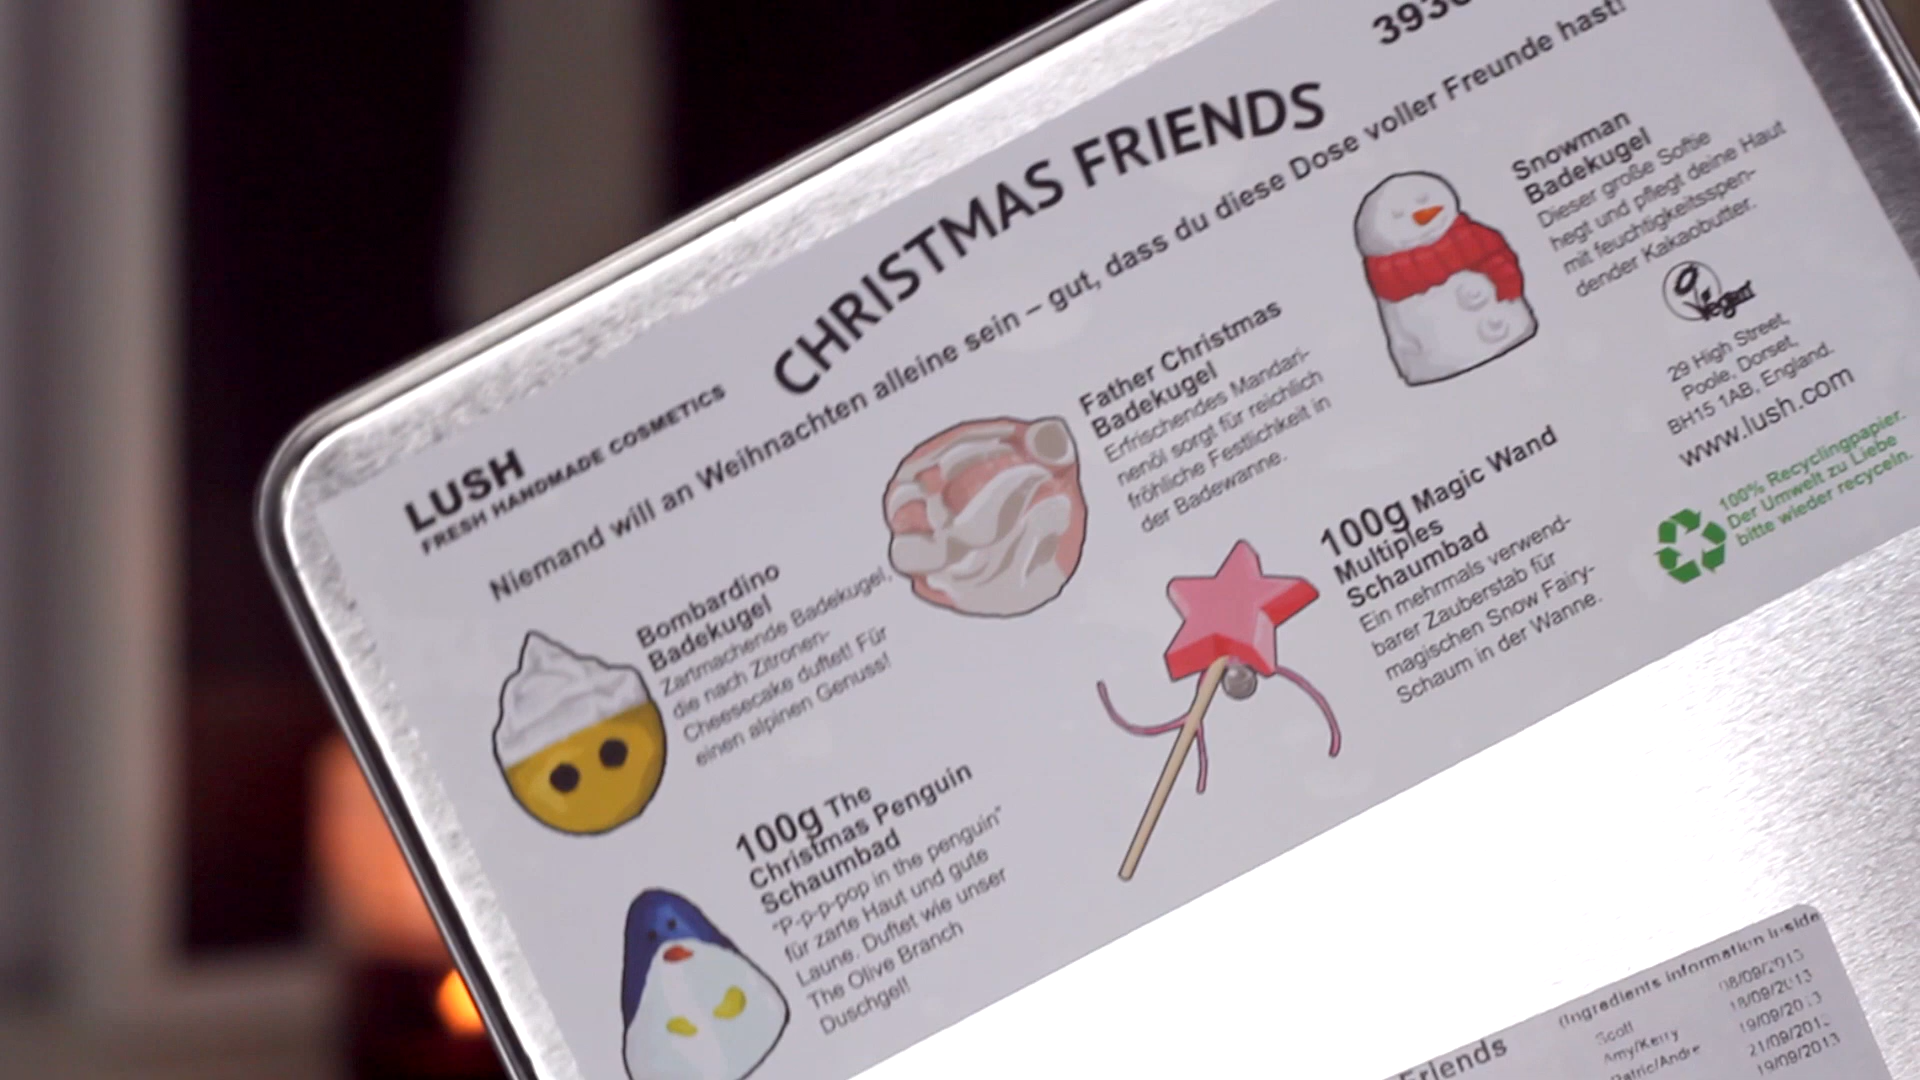 LUSH
FRESH HANDMADE COSMETICS
CHRISTMAS FRIENDS
Niemand will an Weihnachten alleine sein – gut, dass du diese Dose voller Freunde hast!
Bombardino
Badekugel
Zartmachende Badekugel,
die nach Zitronen-
Cheesecake duftet! Für
einen alpinen Genuss!
Father Christmas
Badekugel
Erfrischendes Mandari-
nenöl sorgt für reichlich
fröhliche Festlichkeit in
der Badewanne.
Snowman
Badekugel
Dieser große Softie
hegt und pflegt deine Haut
mit feuchtigkeitsspen-
dender Kakaobutter.
100g The
Christmas Penguin
Schaumbad
"P-p-p-pop in the penguin"
für zarte Haut und gute
Laune. Duftet wie unser
The Olive Branch
Duschgel!
100g Magic Wand
Multiples
Schaumbad
Ein mehrmals verwend-
barer Zauberstab für
magischen Snow Fairy-
Schaum in der Wanne.
Vegan
29 High Street,
Poole, Dorset,
BH15 1AB, England.
www.lush.com
100% Recyclingpapier.
Der Umwelt zu Liebe
bitte wieder recyceln.
(Ingredients information inside
Friends
Scott 08/09/2013
Amy/Kerry 18/09/2013
Patric/Andre 19/09/2013
21/09/2013
19/09/2013